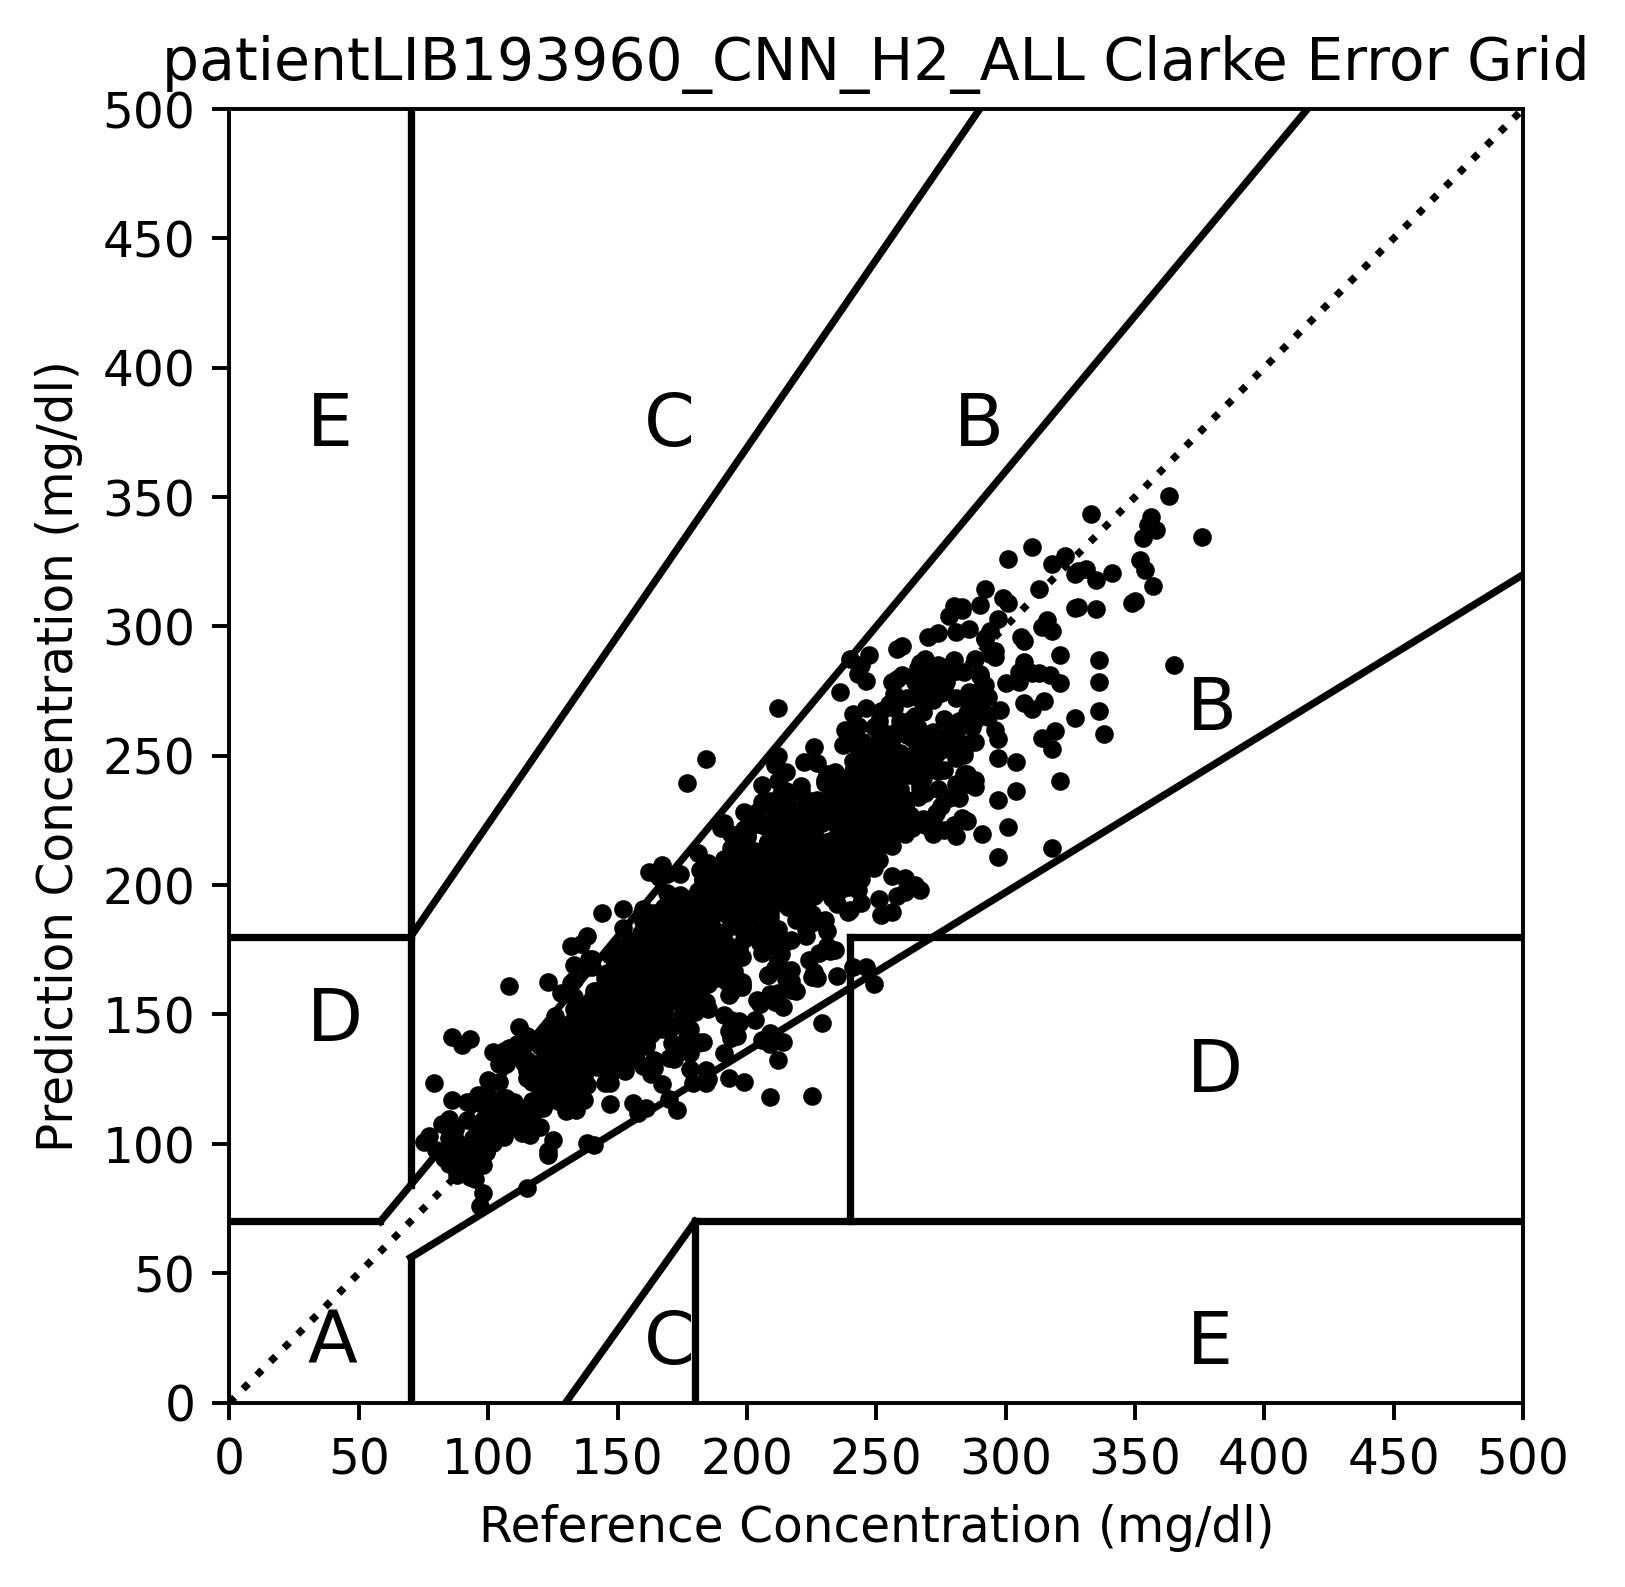 patientLIB193960_CNN_H2_ALL Clarke Error Grid
500
450
400
350
300
250
200
150
100
50
0
Prediction Concentration (mg/dl)
E
C
B
B
D
D
A
C
E
0 50 100 150 200 250 300 350 400 450 500
Reference Concentration (mg/dl)